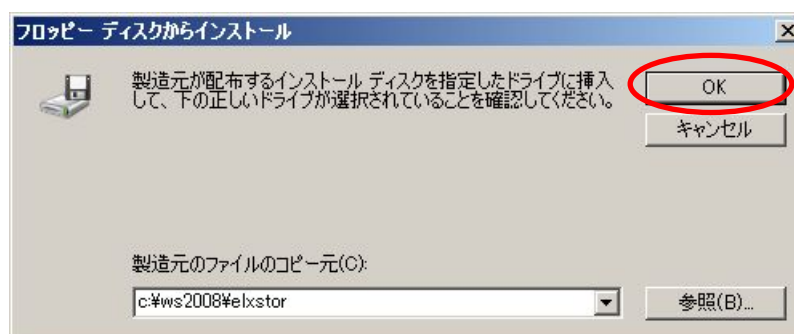 フロッピー ディスクからインストール
製造元が配布するインストール ディスクを指定したドライブに挿入
して、下の正しいドライブが選択されていることを確認してください。
OK
キャンセル
製造元のファイルのコピー元(C):
c:¥ws2008¥elxstor
参照(B)...